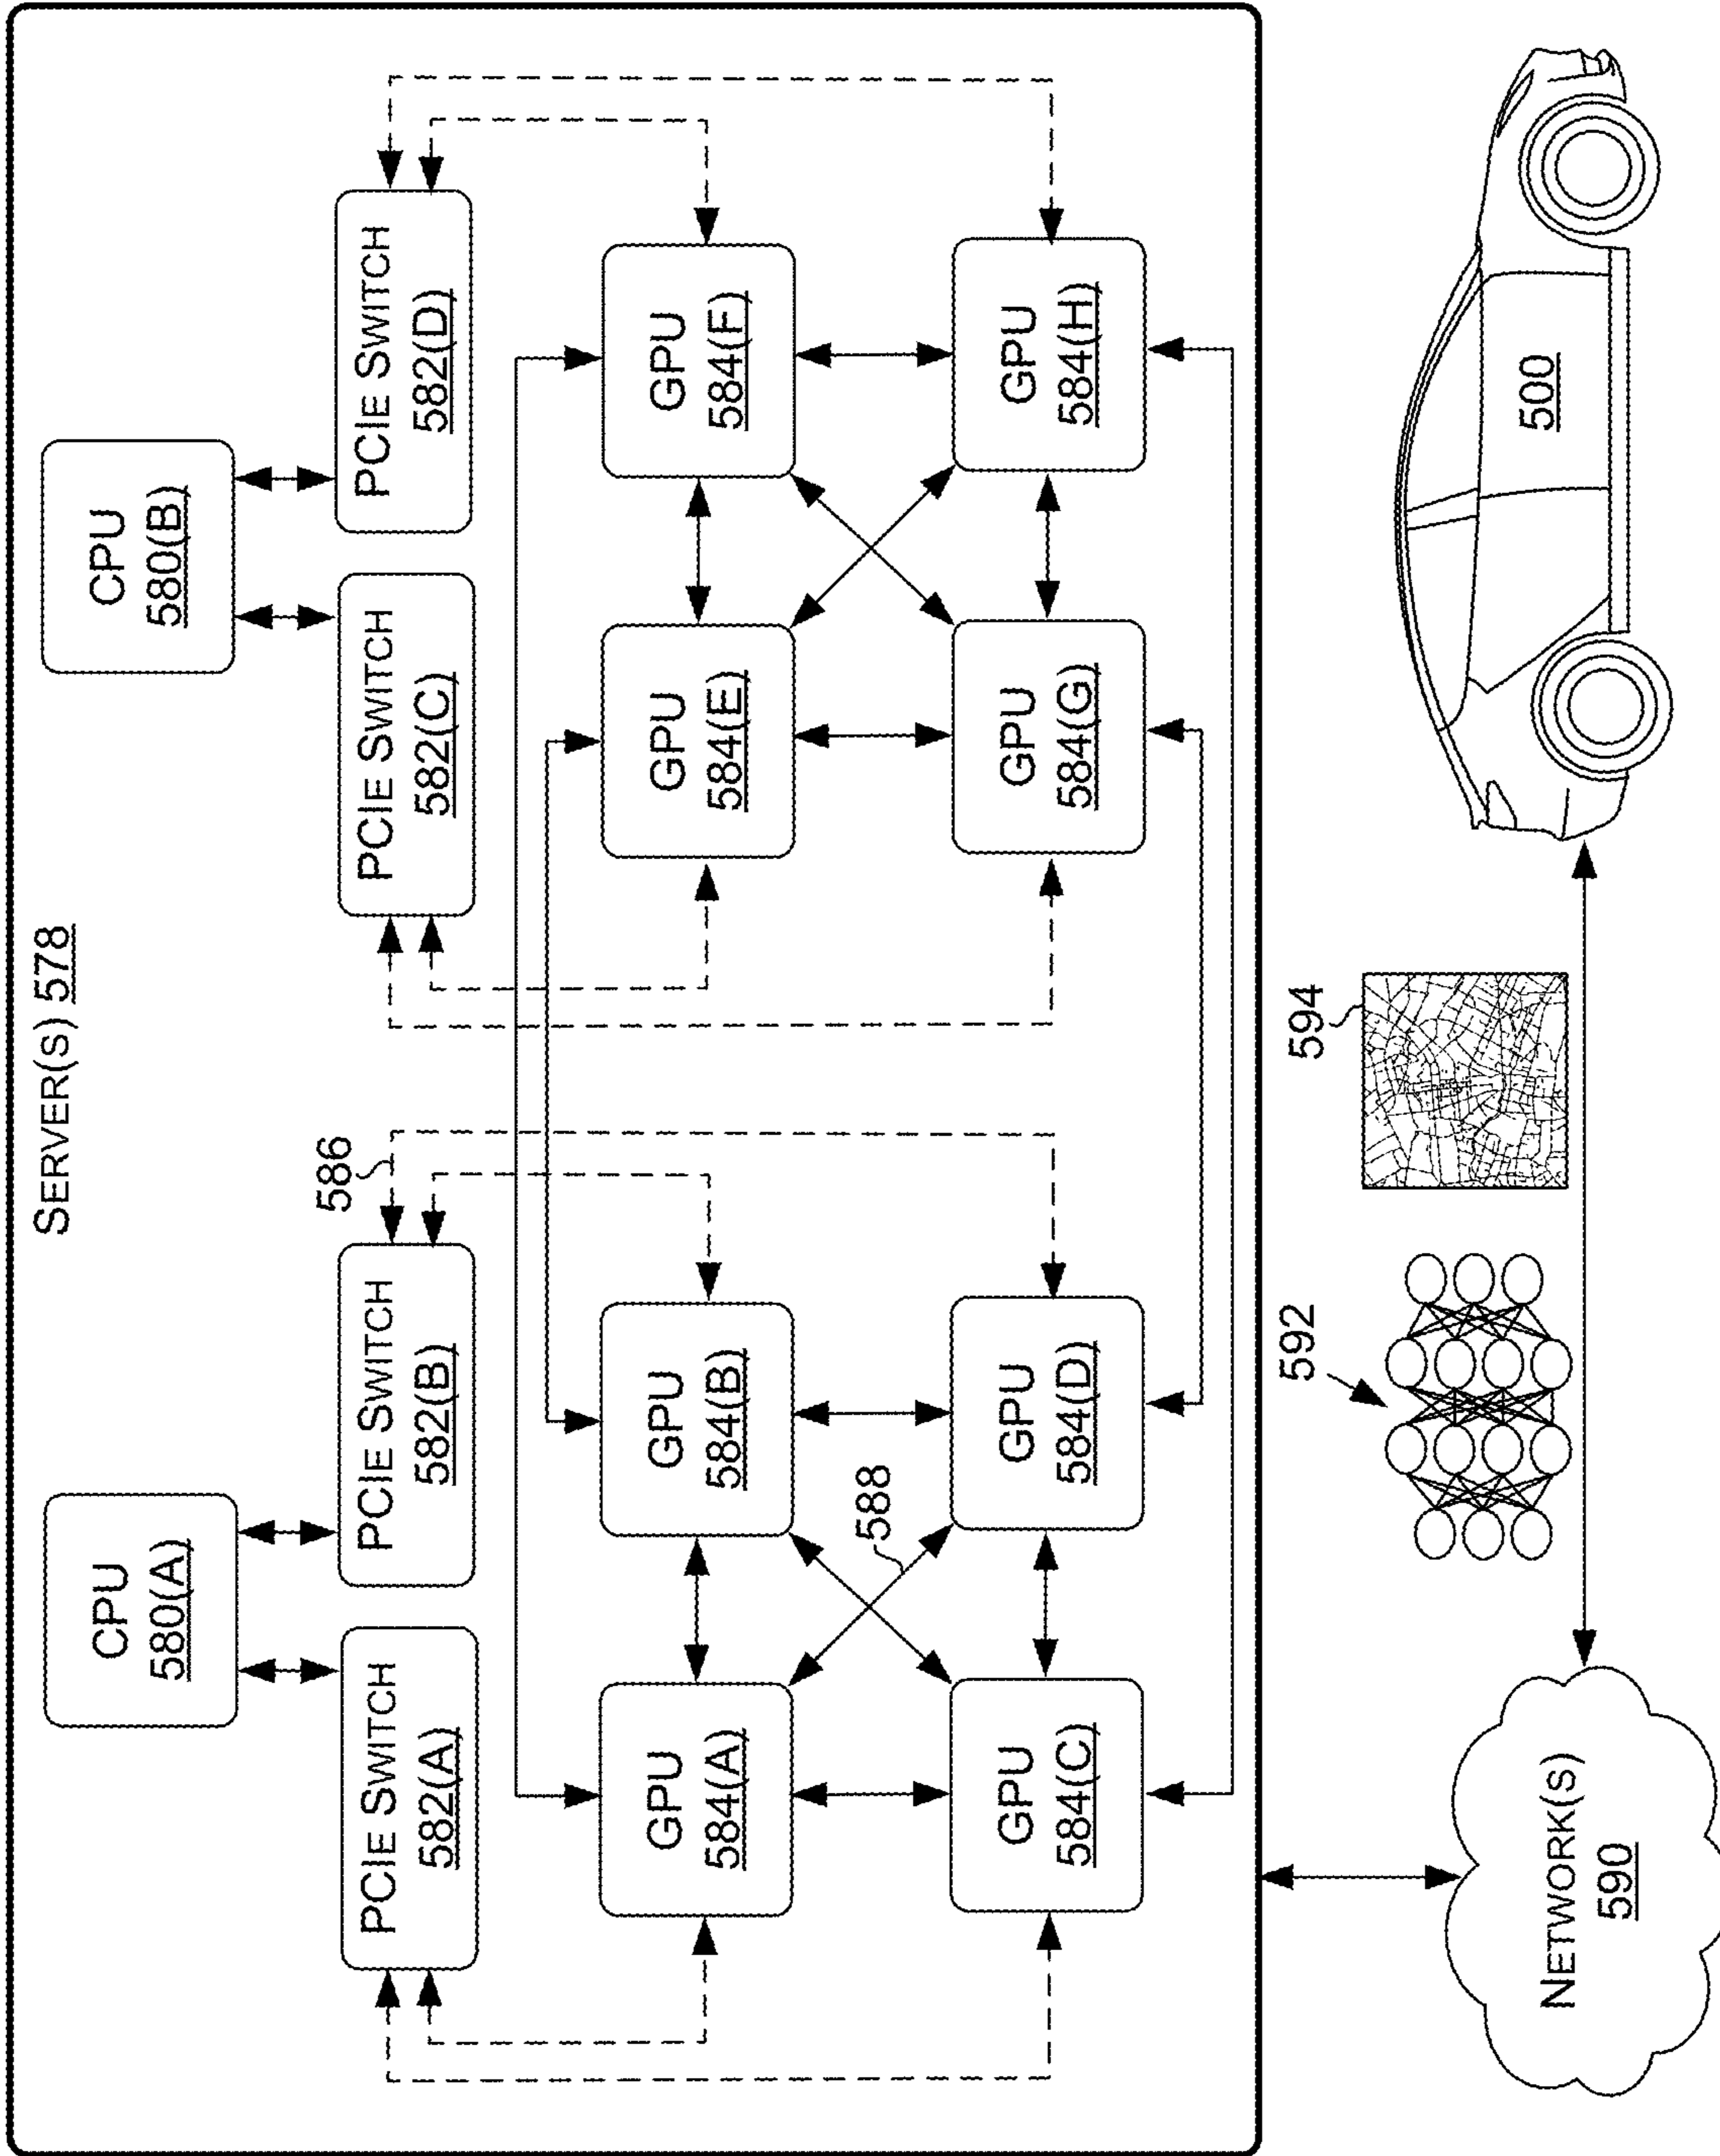 SERVER(S) 578
CPU
580(A)
CPU
580(B)
PCIE SWITCH
582(A)
PCIE SWITCH
582(B)
586
PCIE SWITCH
582(C)
PCIE SWITCH
582(D)
GPU
584(A)
GPU
584(B)
GPU
584(E)
GPU
584(F)
588
GPU
584(C)
GPU
584(D)
GPU
584(G)
GPU
584(H)
NETWORK(S)
590
592
594
500